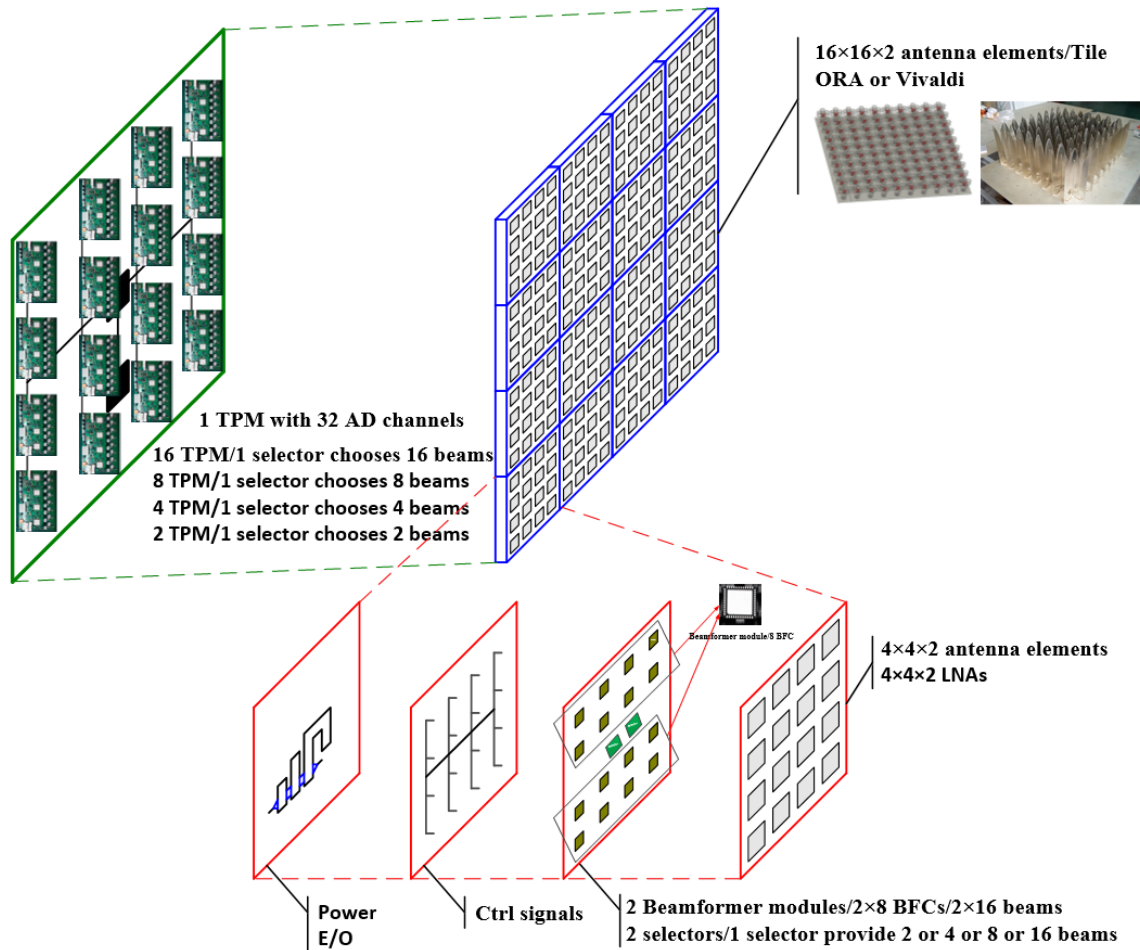 16×16×2 antenna elements/Tile
ORA or Vivaldi
1 TPM with 32 AD channels
16 TPM/1 selector chooses 16 beams
8 TPM/1 selector chooses 8 beams
4 TPM/1 selector chooses 4 beams
2 TPM/1 selector chooses 2 beams
Beamformer module/8 BFC
4×4×2 antenna elements
4×4×2 LNAs
Power
E/O
Ctrl signals
2 Beamformer modules/2×8 BFCs/2×16 beams
2 selectors/1 selector provide 2 or 4 or 8 or 16 beams